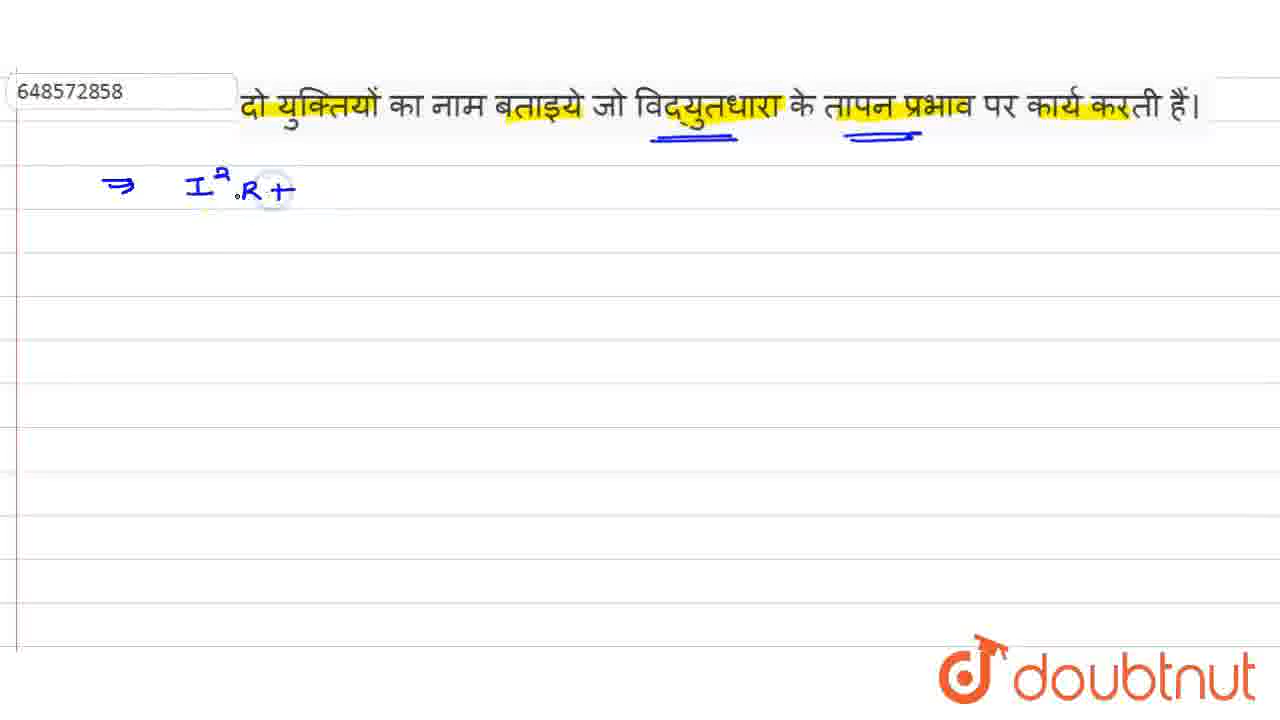 648572858
दो युक्तियों का नाम बताइये जो विद्युतधारा के तापन प्रभाव पर कार्य करती हैं।
⇒ I².R+
doubtnut